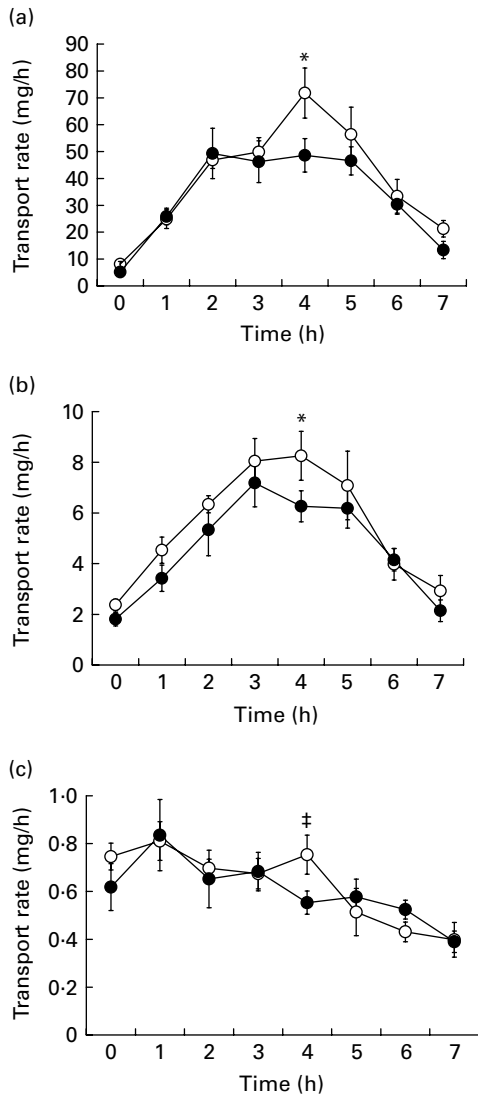 (a)
Transport rate (mg/h)
90
80
70
60
50
40
30
20
10
0
*
0 1 2 3 4 5 6 7
Time (h)
(b)
Transport rate (mg/h)
10
8
6
4
2
0
*
0 1 2 3 4 5 6 7
Time (h)
(c)
Transport rate (mg/h)
1·0
0·8
0·6
0·4
0·2
0
‡
0 1 2 3 4 5 6 7
Time (h)